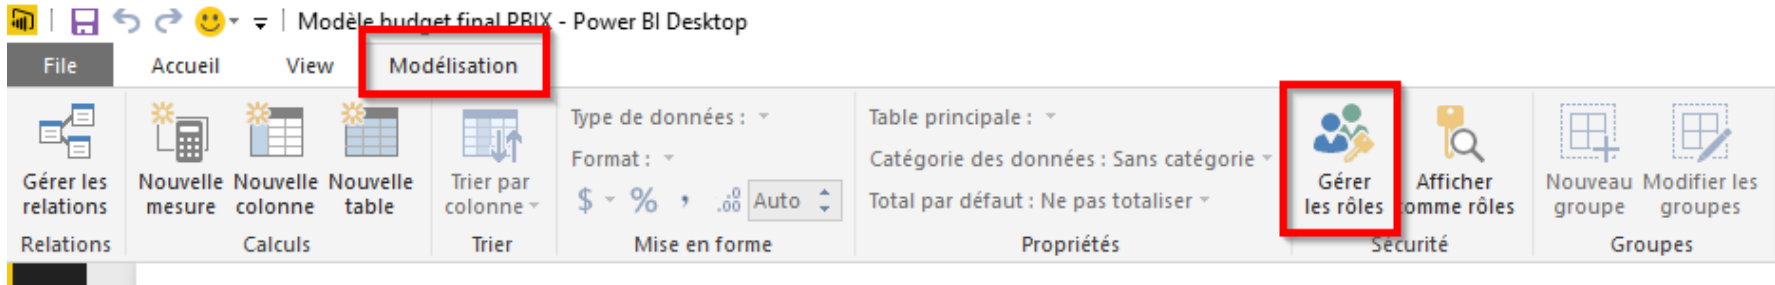 Modèle budget final PBIX - Power BI Desktop
File Accueil View Modélisation
Type de données : Table principale :
Format : Catégorie des données : Sans catégorie
Gérer les relations
Nouvelle mesure
Nouvelle colonne
Nouvelle table
Trier par colonne
$ % , .00 Auto
Total par défaut : Ne pas totaliser
Gérer les rôles
Afficher comme rôles
Nouveau groupe
Modifier les groupes
Relations Calculs Trier Mise en forme Propriétés Sécurité Groupes